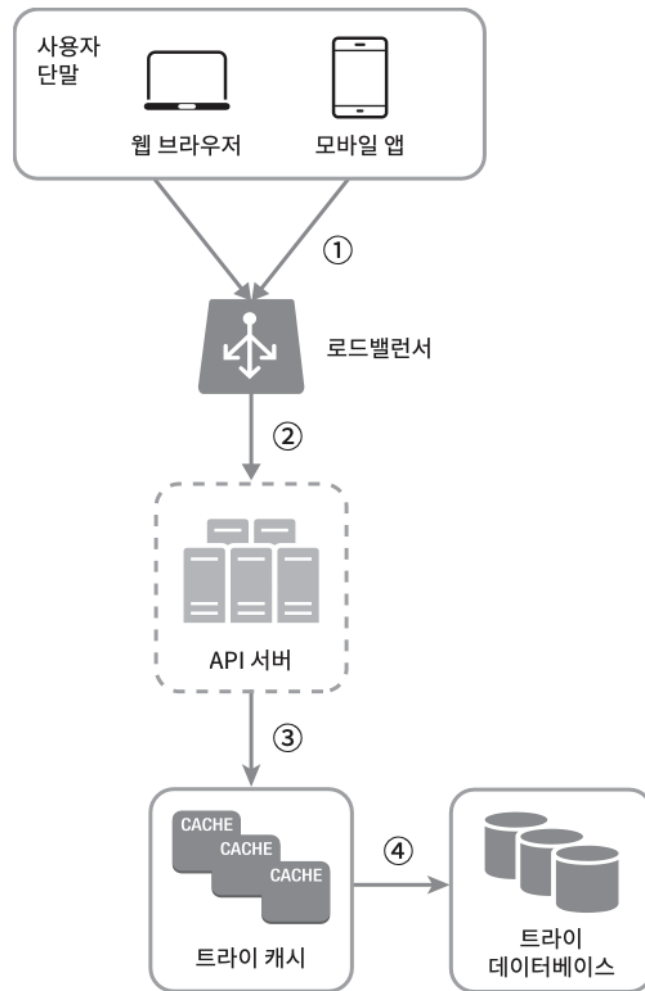 사용자
단말
웹 브라우저
모바일 앱
①
로드밸런서
②
API 서버
③
CACHE
CACHE
CACHE
④
트라이 캐시
트라이
데이터베이스